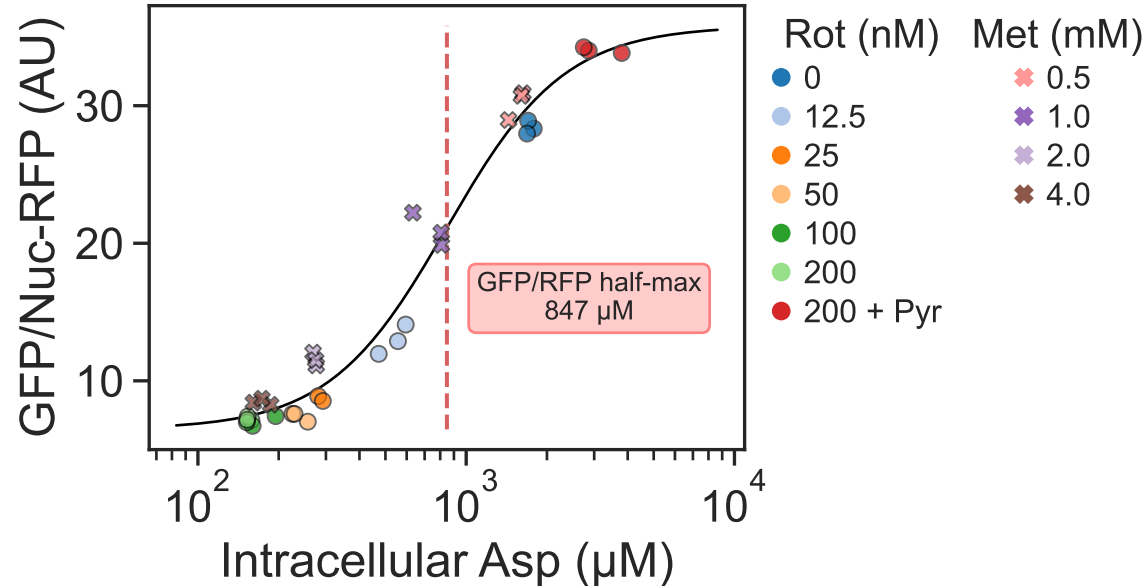 GFP/Nuc-RFP (AU)
30
20
10
GFP/RFP half-max
847 µM
10²
10³
10⁴
Intracellular Asp (µM)
Rot (nM)
0
12.5
25
50
100
200
200 + Pyr
Met (mM)
0.5
1.0
2.0
4.0